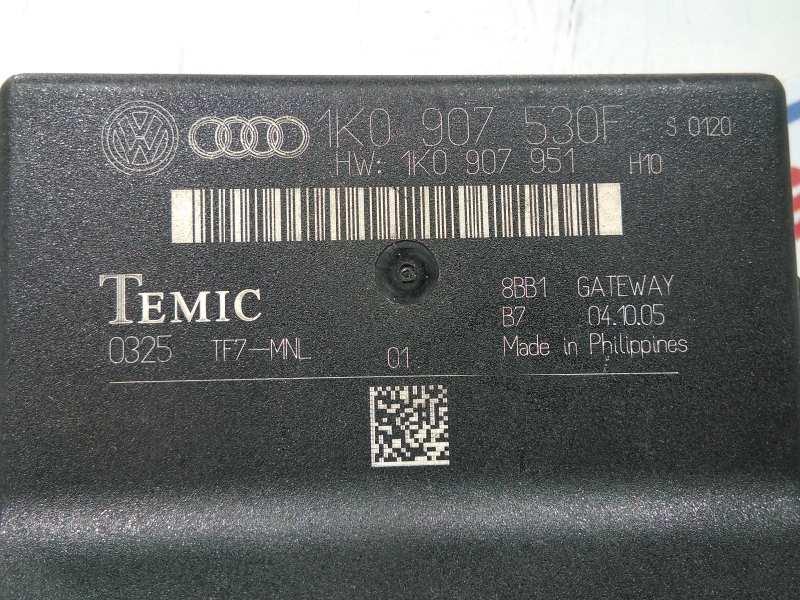 1K0 907 530F S 0120
HW: 1K0 907 951 H10
TEMIC
8BB1 GATEWAY
B7 04.10.05
0325 TF7-MNL 01 Made in Philippines